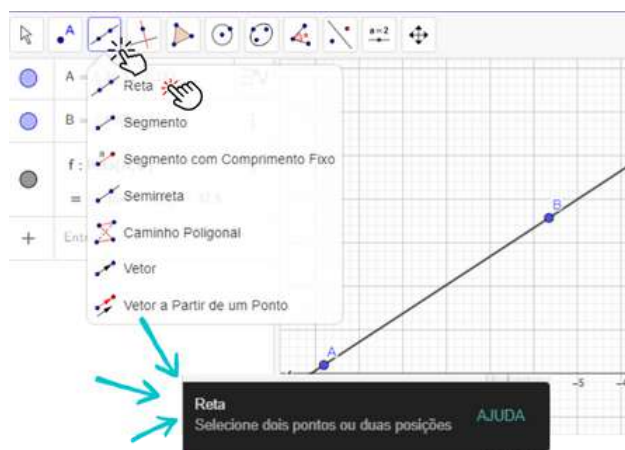 A
a=2
A =
Reta
B =
Segmento
a
Segmento com Comprimento Fixo
f :
Semirreta
=
Caminho Poligonal
Vetor
Vetor a Partir de um Ponto
B
A
-5
Reta
Selecione dois pontos ou duas posições
AJUDA